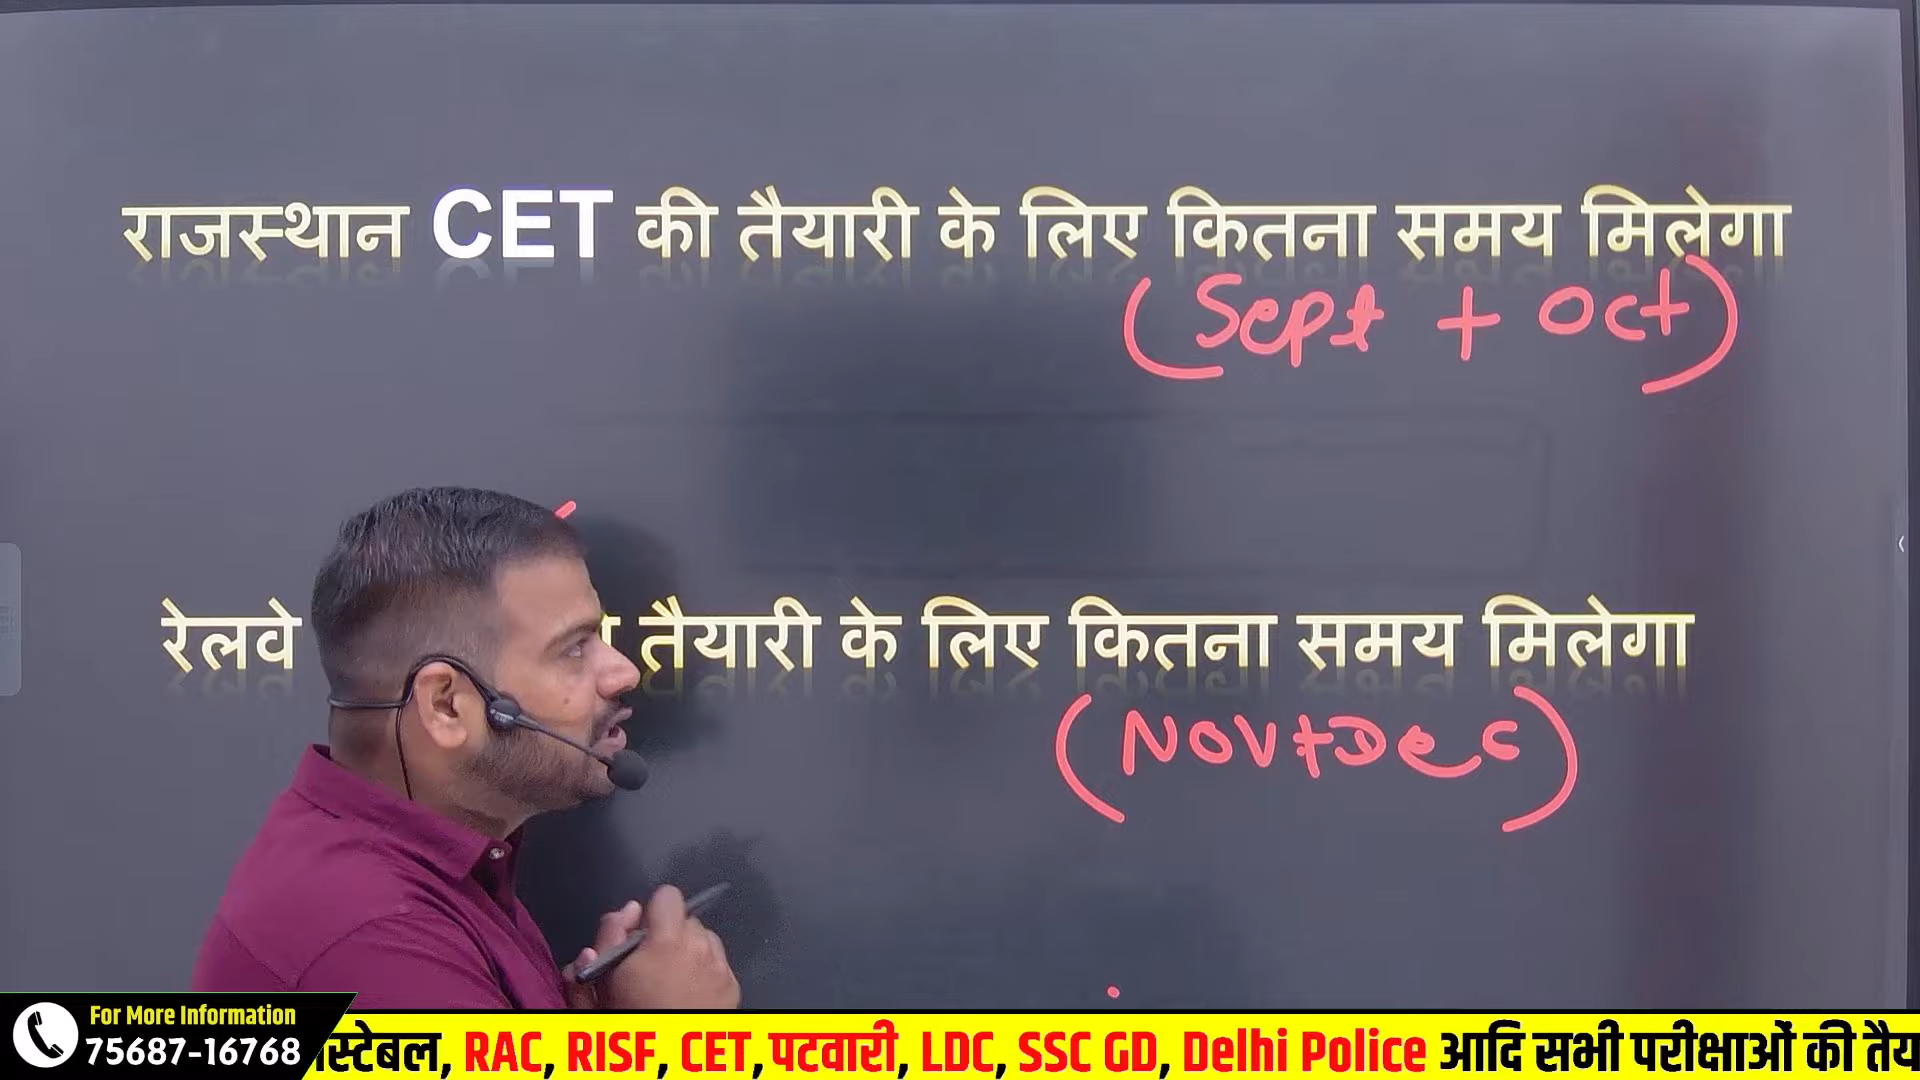 राजस्थान CET की तैयारी के लिए कितना समय मिलेगा
(Sept + Oct)
रेलवे तैयारी के लिए कितना समय मिलेगा
(NOV+Dec)
For More Information
75687-16768
स्टेबल, RAC, RISF, CET, पटवारी, LDC, SSC GD, Delhi Police आदि सभी परीक्षाओं की तैय